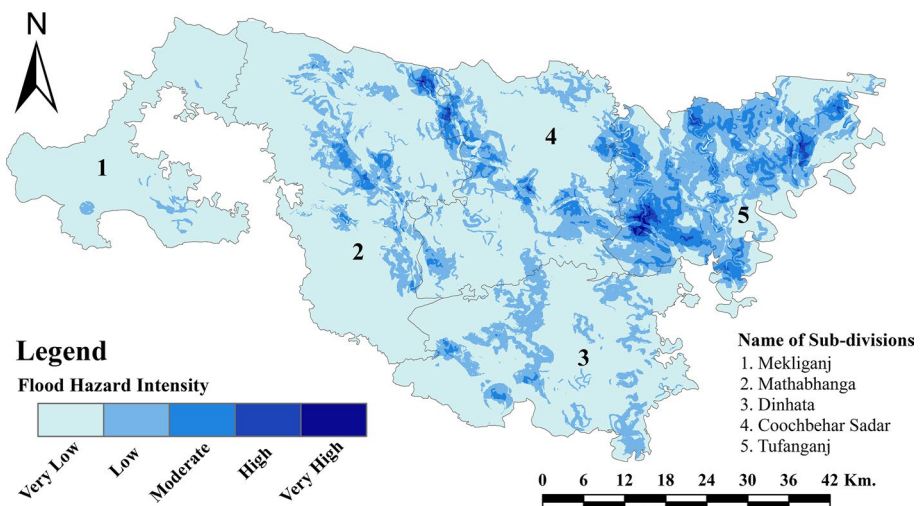 N
1
2
3
4
5
Legend
Flood Hazard Intensity
Very Low
Low
Moderate
High
Very High
Name of Sub-divisions
1. Mekliganj
2. Mathabhanga
3. Dinhata
4. Coochbehar Sadar
5. Tufanganj
0 6 12 18 24 30 36 42 Km.